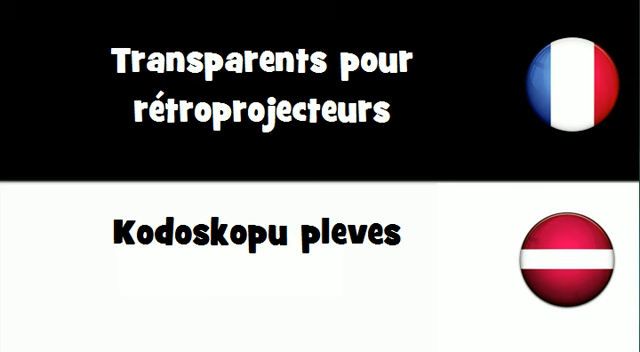 Transparents pour
rétroprojecteurs
Kodoskopu pleves